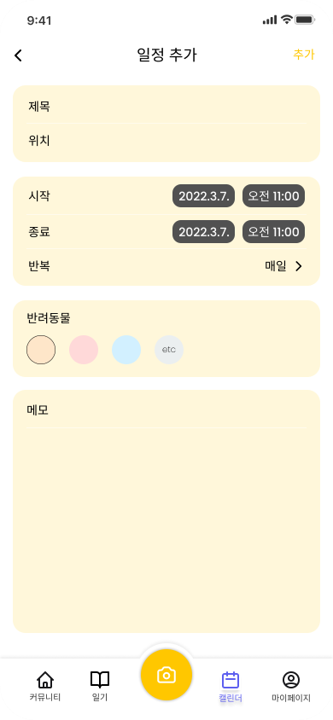 9:41
일정 추가 추가
제목
위치
시작 2022.3.7. 오전 11:00
종료 2022.3.7. 오전 11:00
반복 매일
반려동물
etc
메모
커뮤니티 일기 캘린더 마이페이지